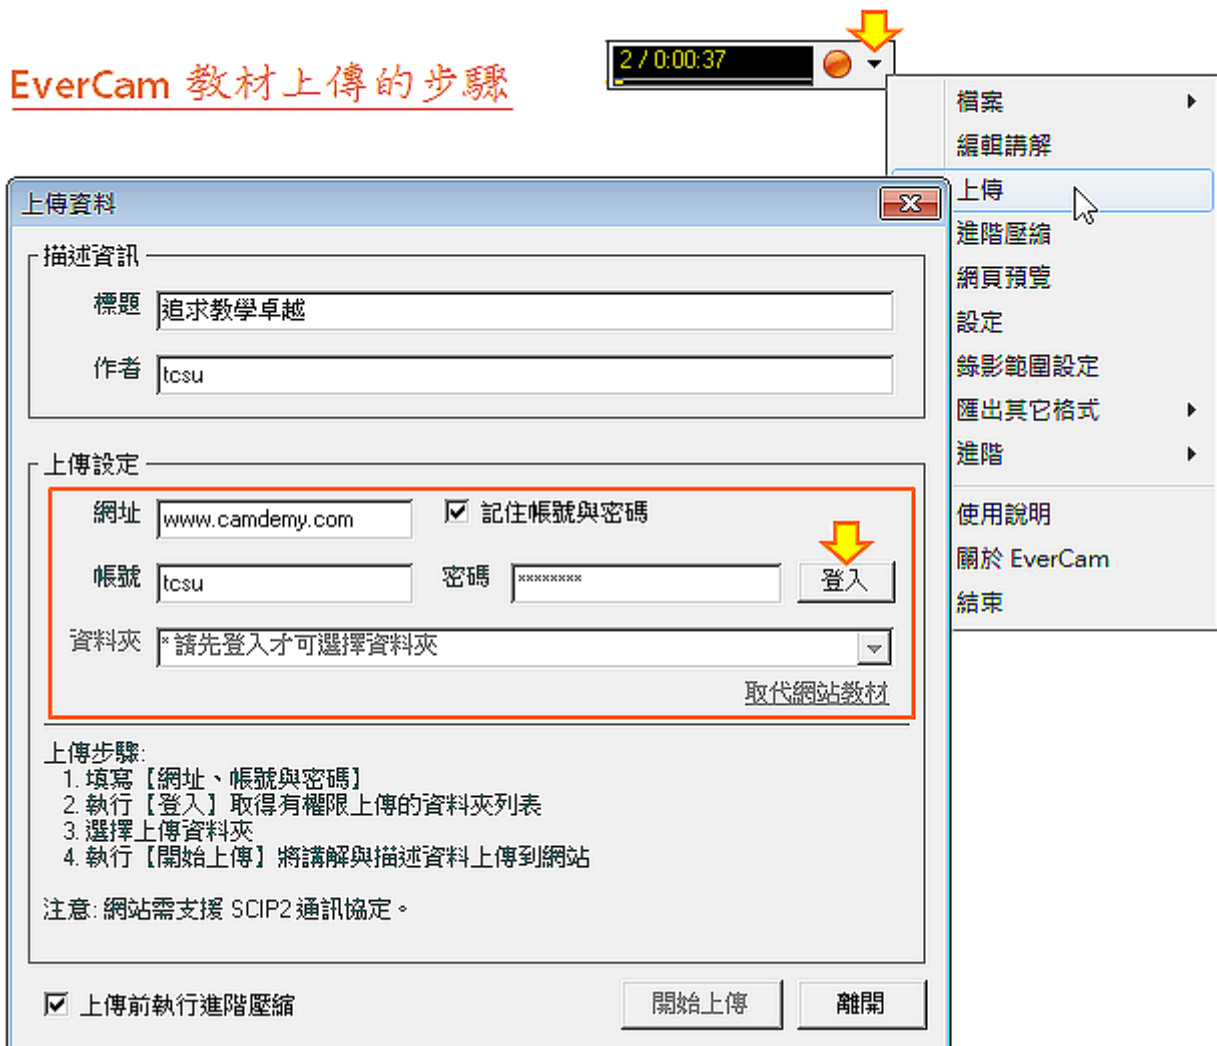 EverCam 教材上傳的步驟
2 / 0:00:37
檔案
編輯講解
上傳
進階壓縮
網頁預覽
設定
錄影範圍設定
匯出其它格式
進階
使用說明
關於 EverCam
結束
上傳資料
描述資訊
標題 追求教學卓越
作者 tcsu
上傳設定
網址 www.camdemy.com 記住帳號與密碼
帳號 tcsu 密碼 ******** 登入
資料夾 * 請先登入才可選擇資料夾
取代網站教材
上傳步驟:
1. 填寫【網址、帳號與密碼】
2. 執行【登入】取得有權限上傳的資料夾列表
3. 選擇上傳資料夾
4. 執行【開始上傳】將講解與描述資料上傳到網站
注意: 網站需支援 SCIP2 通訊協定。
上傳前執行進階壓縮 開始上傳 離開